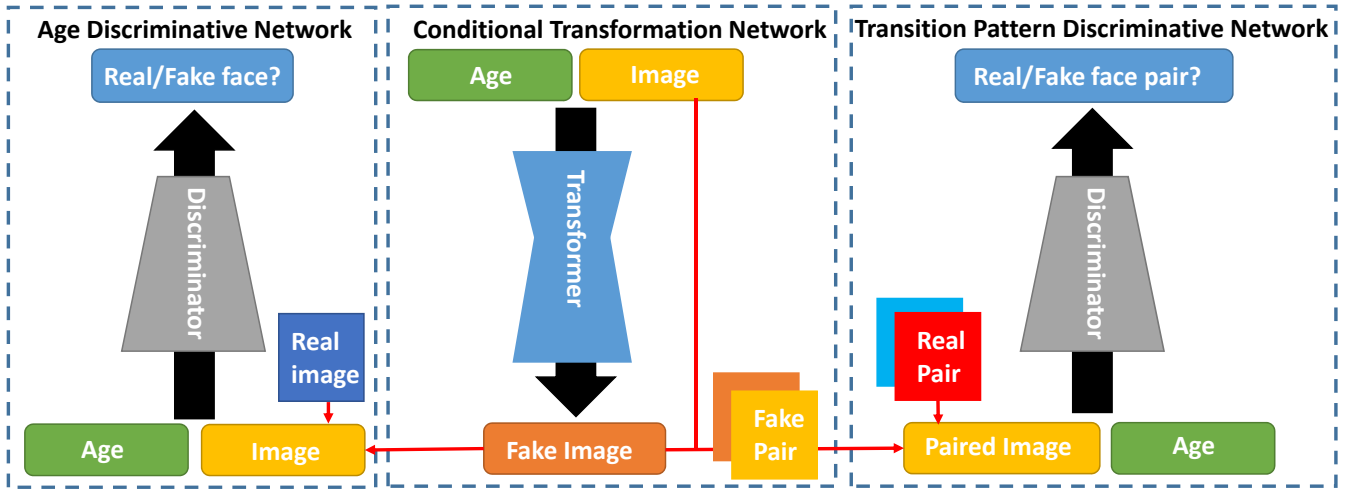 Age Discriminative Network
Real/Fake face?
Discriminator
Real
image
Age
Image
Conditional Transformation Network
Age
Image
Transformer
Fake Image
Fake
Pair
Transition Pattern Discriminative Network
Real/Fake face pair?
Discriminator
Real
Pair
Paired Image
Age